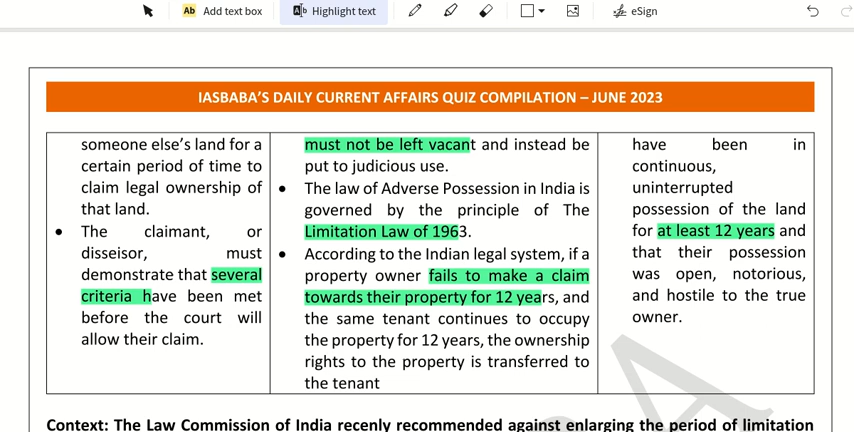 Add text box
Highlight text
eSign
IASBABA'S DAILY CURRENT AFFAIRS QUIZ COMPILATION – JUNE 2023
someone else's land for a
certain period of time to
claim legal ownership of
that land.
• The claimant, or
disseisor, must
demonstrate that several
criteria have been met
before the court will
allow their claim.
must not be left vacant and instead be
put to judicious use.
• The law of Adverse Possession in India is
governed by the principle of The
Limitation Law of 1963.
• According to the Indian legal system, if a
property owner fails to make a claim
towards their property for 12 years, and
the same tenant continues to occupy
the property for 12 years, the ownership
rights to the property is transferred to
the tenant
have been in
continuous,
uninterrupted
possession of the land
for at least 12 years and
that their possession
was open, notorious,
and hostile to the true
owner.
Context: The Law Commission of India recenly recommended against enlarging the period of limitation